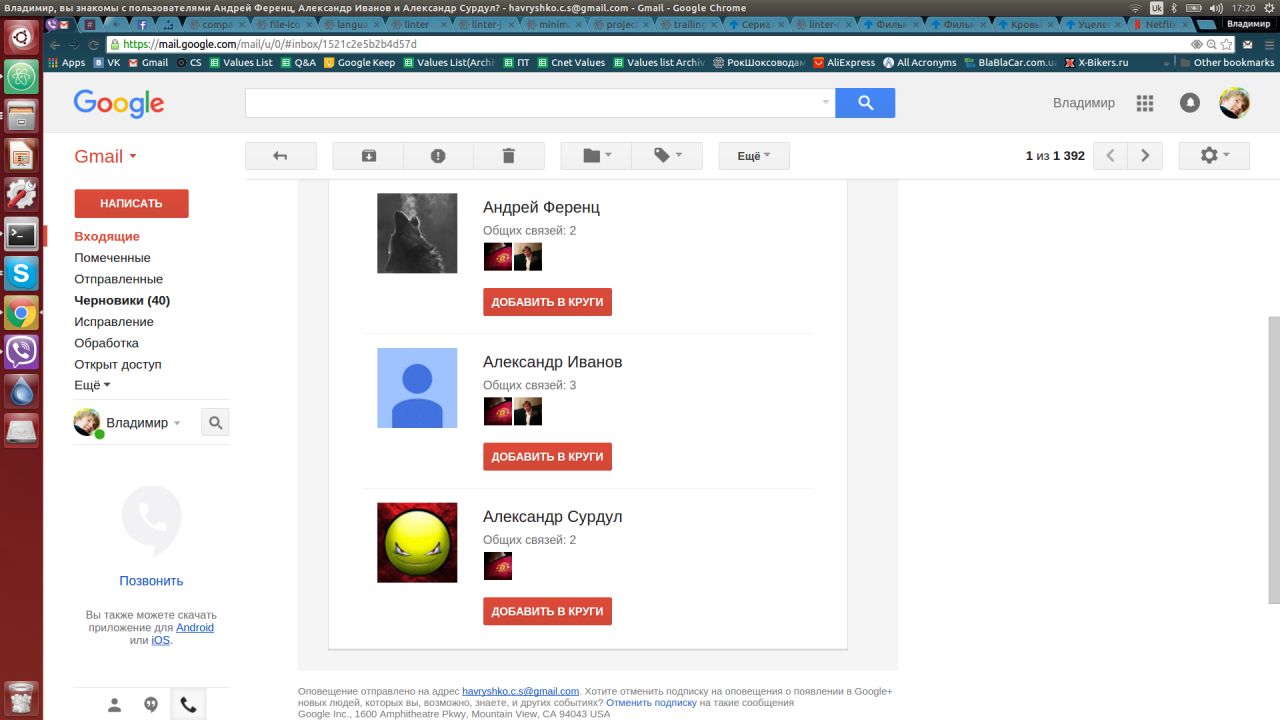 Владимир, вы знакомы с пользователями Андрей Ференц, Александр Иванов и Александр Сурдул? - havryshko.c.s@gmail.com - Gmail - Google Chrome
Uk
17:20
compa
file-ico
langua
linter
linter-j
minima
project
trailing
Сериа
linter-c
Фильм
Фильм
Кровь
Уцеле
Netflix
Владимир
https://mail.google.com/mail/u/0/#inbox/1521c2e5b2b4d57d
Apps
VK
Gmail
CS
Values List
Q&A
Google Keep
Values List(Archi
ПТ
Cnet Values
Values list Archiv
РокШоксоводам
AliExpress
All Acronyms
BlaBlaCar.com.ua
X-Bikers.ru
Other bookmarks
Google
Владимир
Gmail
Ещё
1 из 1 392
НАПИСАТЬ
Входящие
Помеченные
Отправленные
Черновики (40)
Исправление
Обработка
Открыт доступ
Ещё
Владимир
Позвонить
Вы также можете скачать
приложение для Android
или iOS.
Андрей Ференц
Общих связей: 2
ДОБАВИТЬ В КРУГИ
Александр Иванов
Общих связей: 3
ДОБАВИТЬ В КРУГИ
Александр Сурдул
Общих связей: 2
ДОБАВИТЬ В КРУГИ
Оповещение отправлено на адрес havryshko.c.s@gmail.com. Хотите отменить подписку на оповещения о появлении в Google+
новых людей, которых вы, возможно, знаете, и других событиях? Отменить подписку на такие сообщения
Google Inc., 1600 Amphitheatre Pkwy, Mountain View, CA 94043 USA